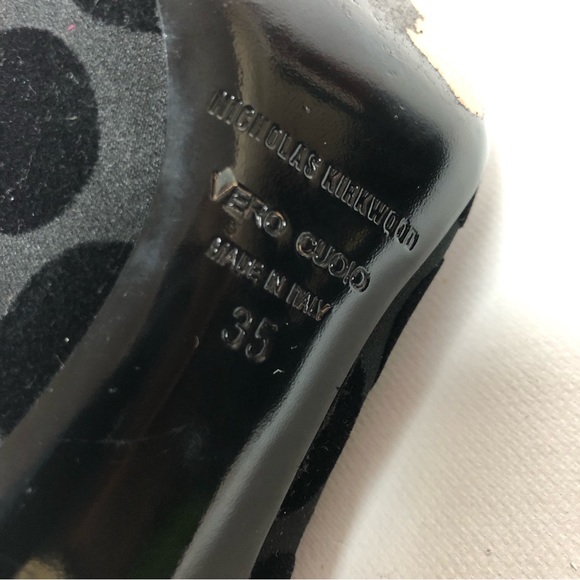 NICHOLAS KIRKWOOD
VERO CUOIO
MADE IN ITALY
35